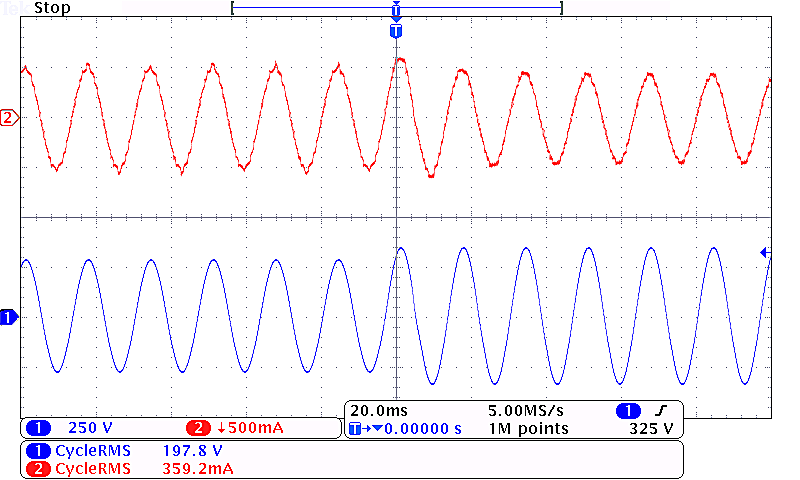 Tek Stop
T
T
2
1
1 250 V 2 ↓500mA
20.0ms 5.00MS/s 1 ∫
T→▼0.00000 s 1M points 325 V
1 CycleRMS 197.8 V
2 CycleRMS 359.2mA